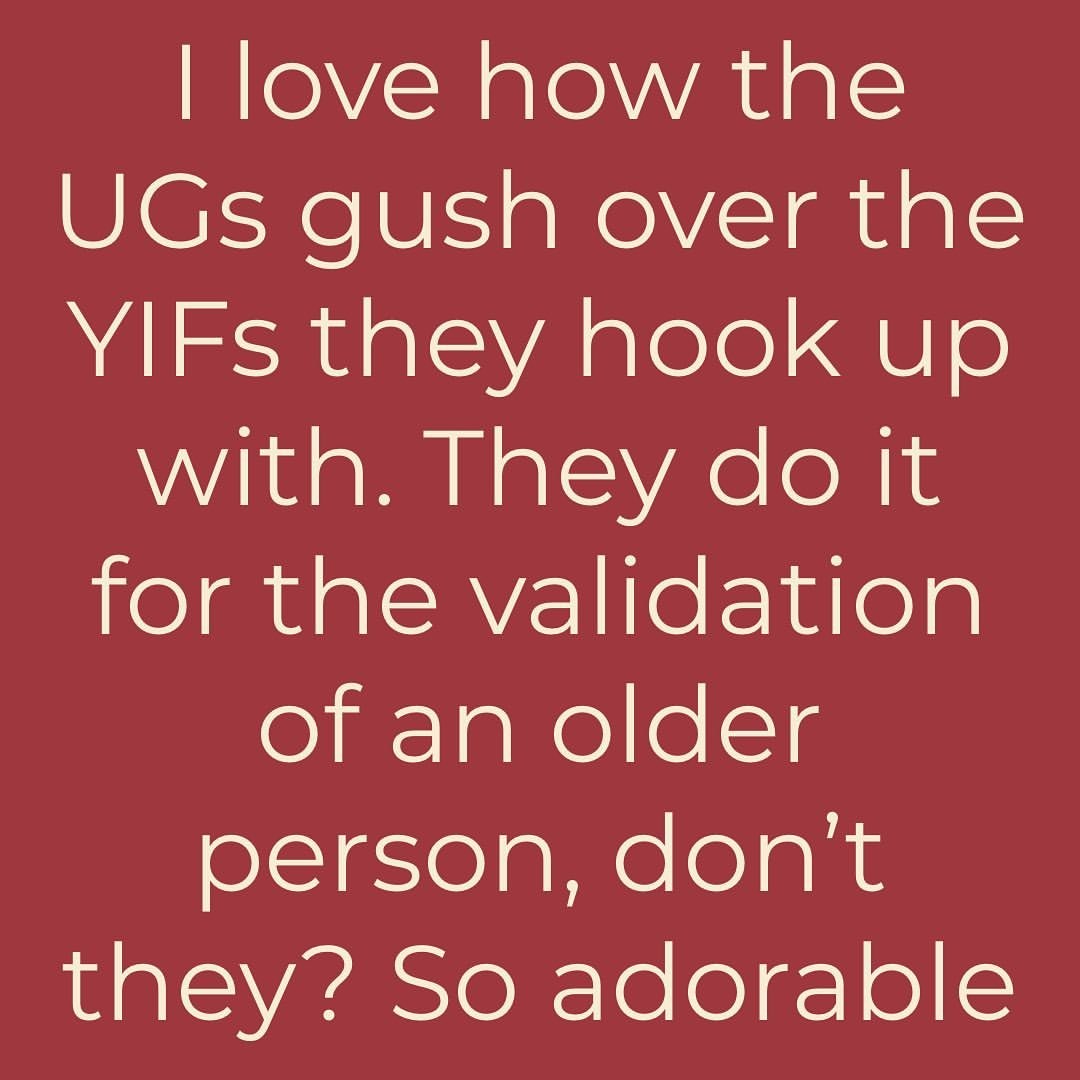 I love how the
UGs gush over the
YIFs they hook up
with. They do it
for the validation
of an older
person, don’t
they? So adorable